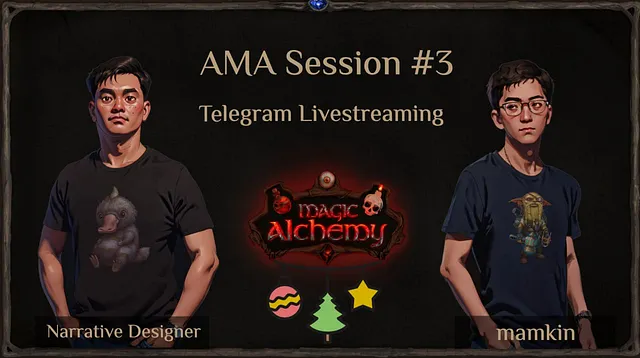 AMA Session #3
Telegram Livestreaming
MAGIC
Alchemy
Narrative Designer
mamkin